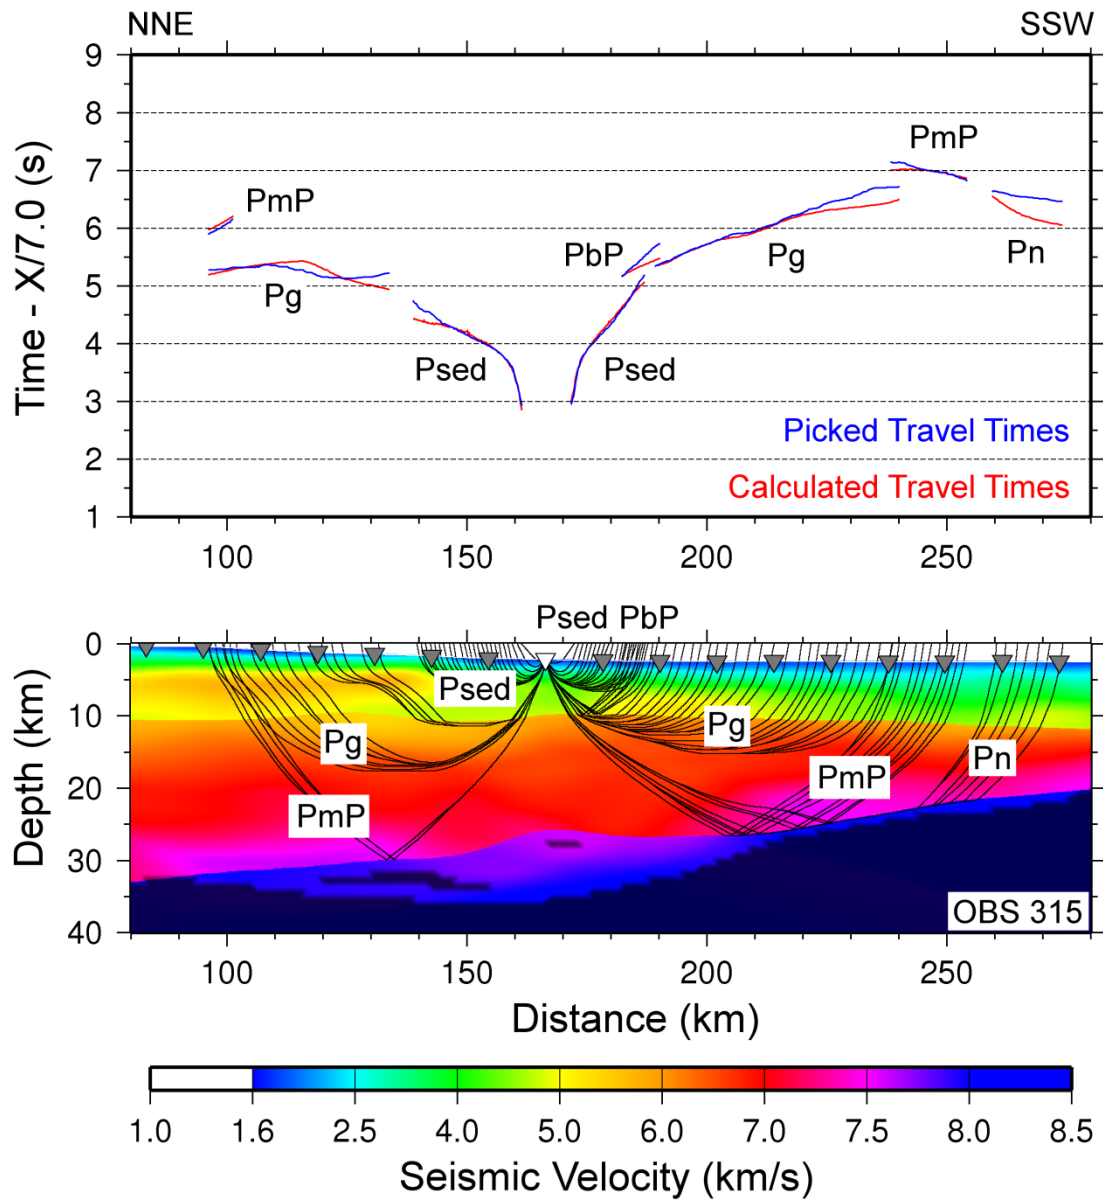 NNE
SSW
9
8
7
6
5
4
3
2
1
Time - X/7.0 (s)
PmP
Pg
Psed
Psed
PbP
Pg
PmP
Pn
Picked Travel Times
Calculated Travel Times
100
150
200
250
Psed PbP
0
10
20
30
40
Depth (km)
Psed
Pg
PmP
Pg
PmP
Pn
OBS 315
100
150
200
250
Distance (km)
1.0
1.6
2.5
4.0
5.0
6.0
7.0
7.5
8.0
8.5
Seismic Velocity (km/s)